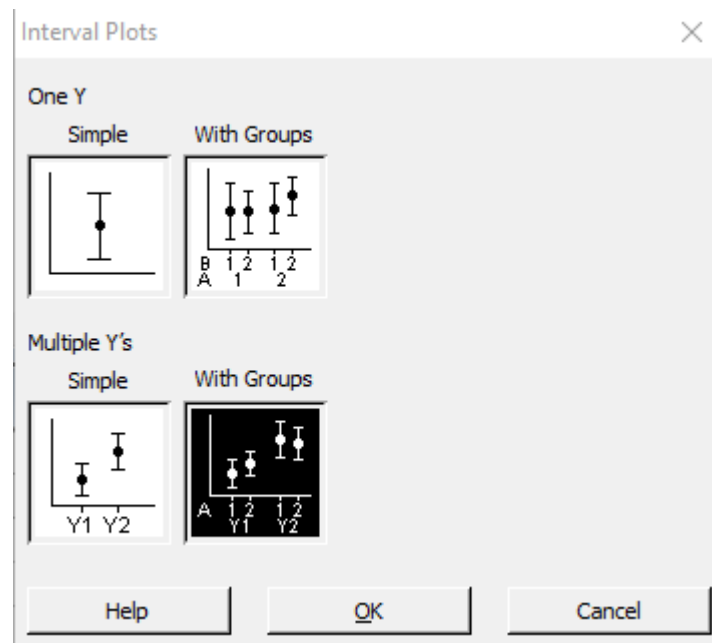 Interval Plots
One Y
Simple With Groups
B 1 2 1 2
A 1 2
Multiple Y's
Simple With Groups
Y1 Y2
A 1 2 1 2
Y1 Y2
Help OK Cancel